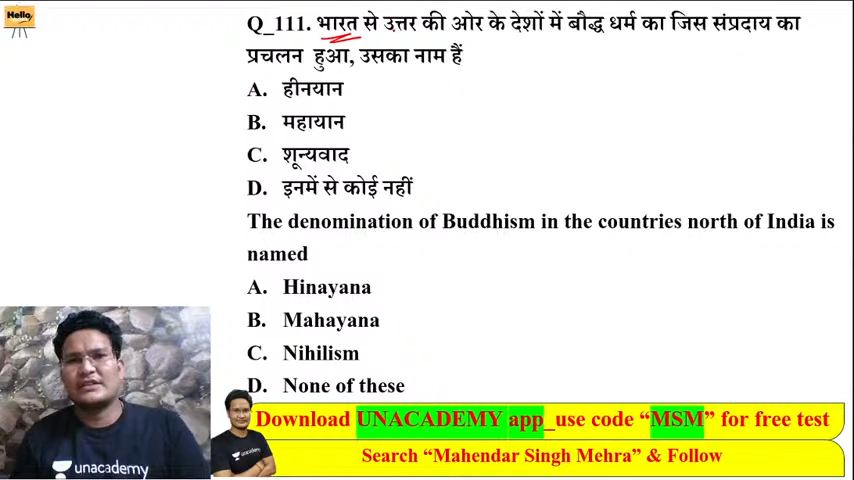 Hello
Q_111. भारत से उत्तर की ओर के देशों में बौद्ध धर्म का जिस संप्रदाय का
प्रचलन हुआ, उसका नाम हैं
A. हीनयान
B. महायान
C. शून्यवाद
D. इनमें से कोई नहीं
The denomination of Buddhism in the countries north of India is
named
A. Hinayana
B. Mahayana
C. Nihilism
D. None of these
Download UNACADEMY app_use code “MSM” for free test
Search “Mahendar Singh Mehra” & Follow
unacademy
unacademy